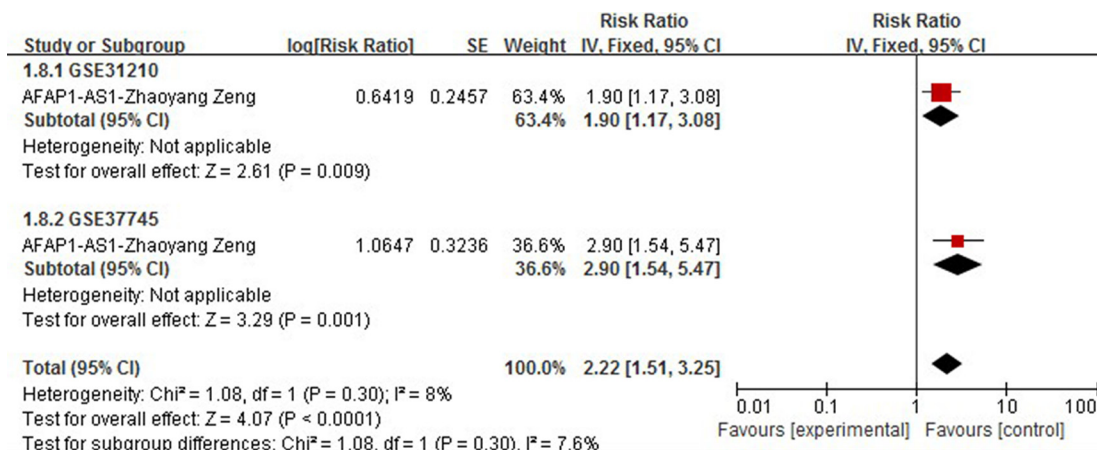 Risk Ratio Risk Ratio
Study or Subgroup log[Risk Ratio] SE Weight IV, Fixed, 95% CI IV, Fixed, 95% CI
1.8.1 GSE31210
AFAP1-AS1-Zhaoyang Zeng 0.6419 0.2457 63.4% 1.90 [1.17, 3.08]
Subtotal (95% CI) 63.4% 1.90 [1.17, 3.08]
Heterogeneity: Not applicable
Test for overall effect: Z = 2.61 (P = 0.009)
1.8.2 GSE37745
AFAP1-AS1-Zhaoyang Zeng 1.0647 0.3236 36.6% 2.90 [1.54, 5.47]
Subtotal (95% CI) 36.6% 2.90 [1.54, 5.47]
Heterogeneity: Not applicable
Test for overall effect: Z = 3.29 (P = 0.001)
Total (95% CI) 100.0% 2.22 [1.51, 3.25]
Heterogeneity: Chi² = 1.08, df = 1 (P = 0.30); I² = 8%
Test for overall effect: Z = 4.07 (P < 0.0001)
Test for subgroup differences: Chi² = 1.08, df = 1 (P = 0.30), I² = 7.6%
0.01 0.1 1 10 100
Favours [experimental] Favours [control]